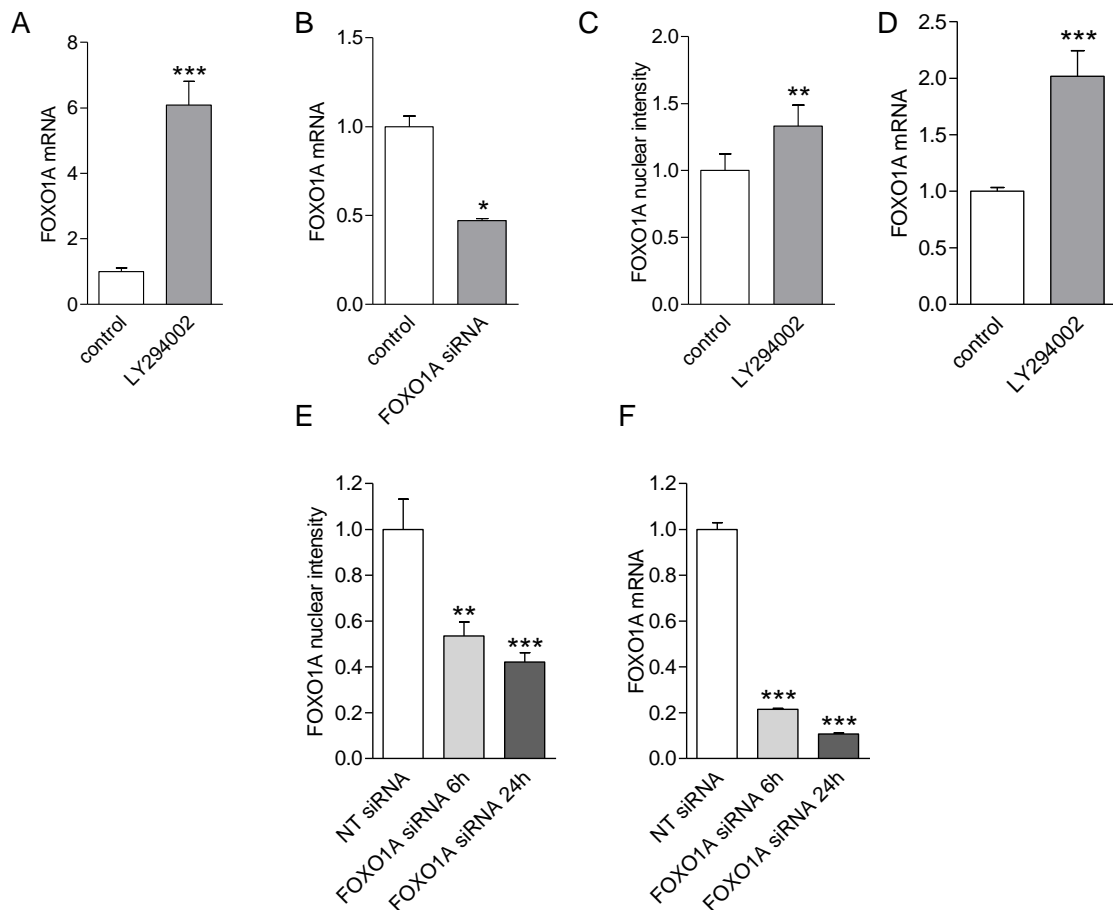 A
FOXO1A mRNA
8
6
4
2
0
***
control
LY294002
B
FOXO1A mRNA
1.5
1.0
0.5
0.0
*
control
FOXO1A siRNA
C
FOXO1A nuclear intensity
2.0
1.5
1.0
0.5
0.0
**
control
LY294002
D
FOXO1A mRNA
2.5
2.0
1.5
1.0
0.5
0.0
***
control
LY294002
E
FOXO1A nuclear intensity
1.2
1.0
0.8
0.6
0.4
0.2
0.0
**
***
NT siRNA
FOXO1A siRNA 6h
FOXO1A siRNA 24h
F
FOXO1A mRNA
1.2
1.0
0.8
0.6
0.4
0.2
0.0
***
***
NT siRNA
FOXO1A siRNA 6h
FOXO1A siRNA 24h